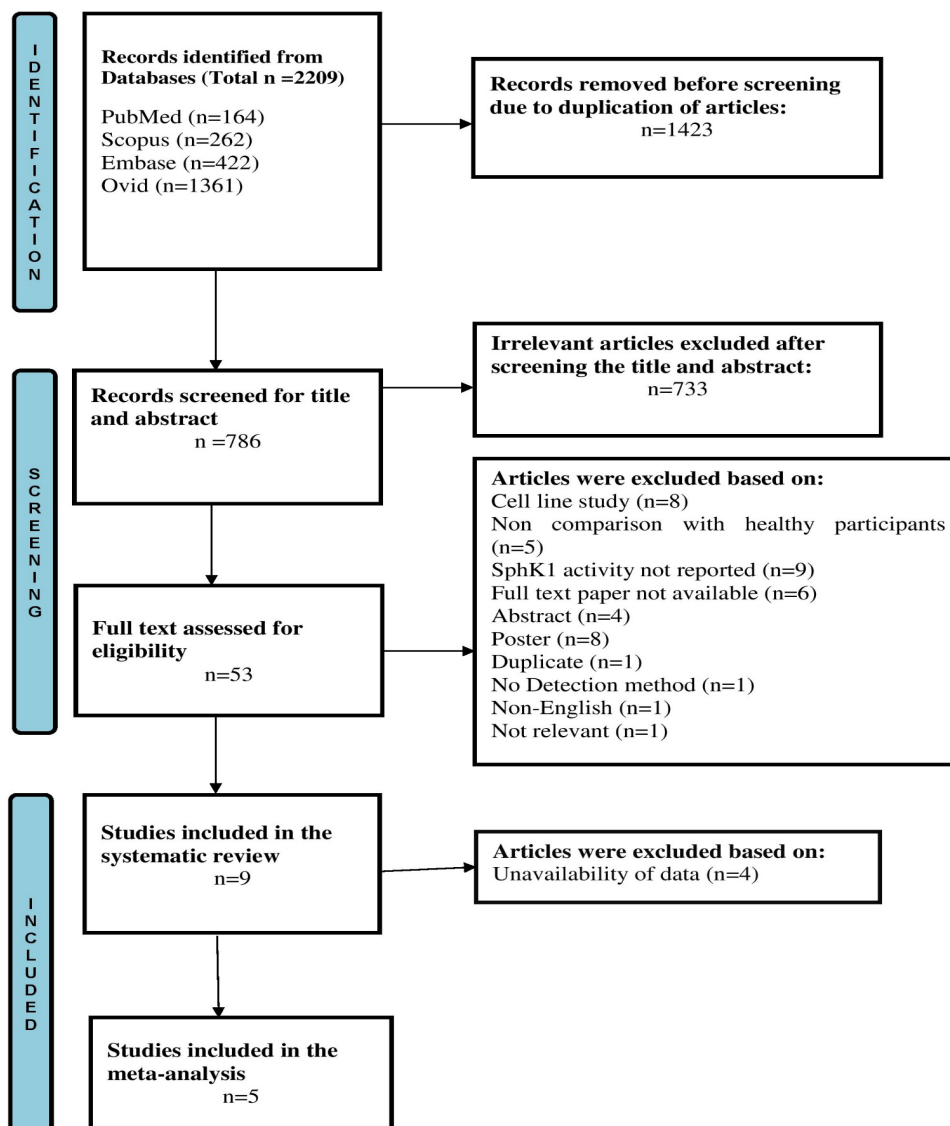 IDENTIFICATION
Records identified from
Databases (Total n =2209)
PubMed (n=164)
Scopus (n=262)
Embase (n=422)
Ovid (n=1361)
Records removed before screening
due to duplication of articles:
n=1423
SCREENING
Records screened for title
and abstract
n =786
Irrelevant articles excluded after
screening the title and abstract:
n=733
Full text assessed for
eligibility
n=53
Articles were excluded based on:
Cell line study (n=8)
Non comparison with healthy participants
(n=5)
SphK1 activity not reported (n=9)
Full text paper not available (n=6)
Abstract (n=4)
Poster (n=8)
Duplicate (n=1)
No Detection method (n=1)
Non-English (n=1)
Not relevant (n=1)
INCLUDED
Studies included in the
systematic review
n=9
Articles were excluded based on:
Unavailability of data (n=4)
Studies included in the
meta-analysis
n=5